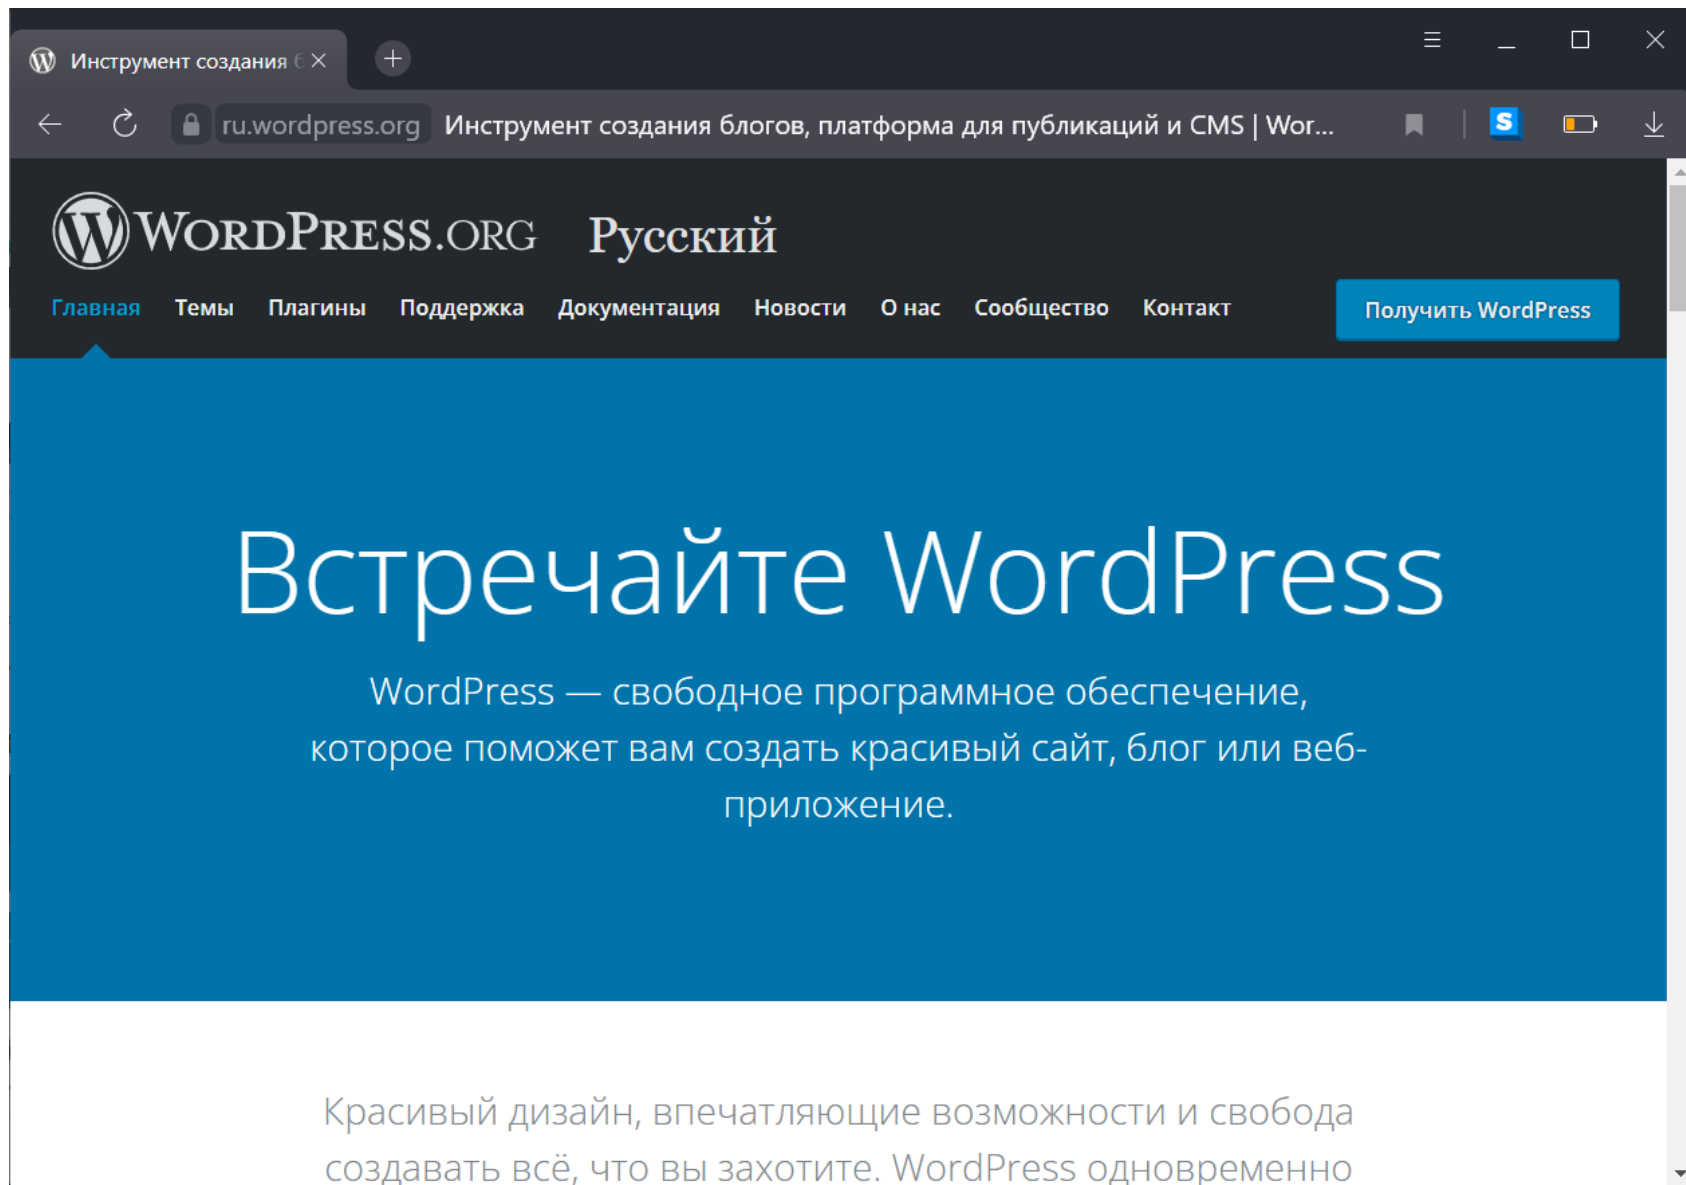 Инструмент создания
ru.wordpress.org Инструмент создания блогов, платформа для публикаций и CMS | Wor...
S
WORDPRESS.ORG Русский
Главная Темы Плагины Поддержка Документация Новости О нас Сообщество Контакт Получить WordPress
Встречайте WordPress
WordPress — свободное программное обеспечение,
которое поможет вам создать красивый сайт, блог или веб-
приложение.
Красивый дизайн, впечатляющие возможности и свобода
создавать всё, что вы захотите. WordPress одновременно